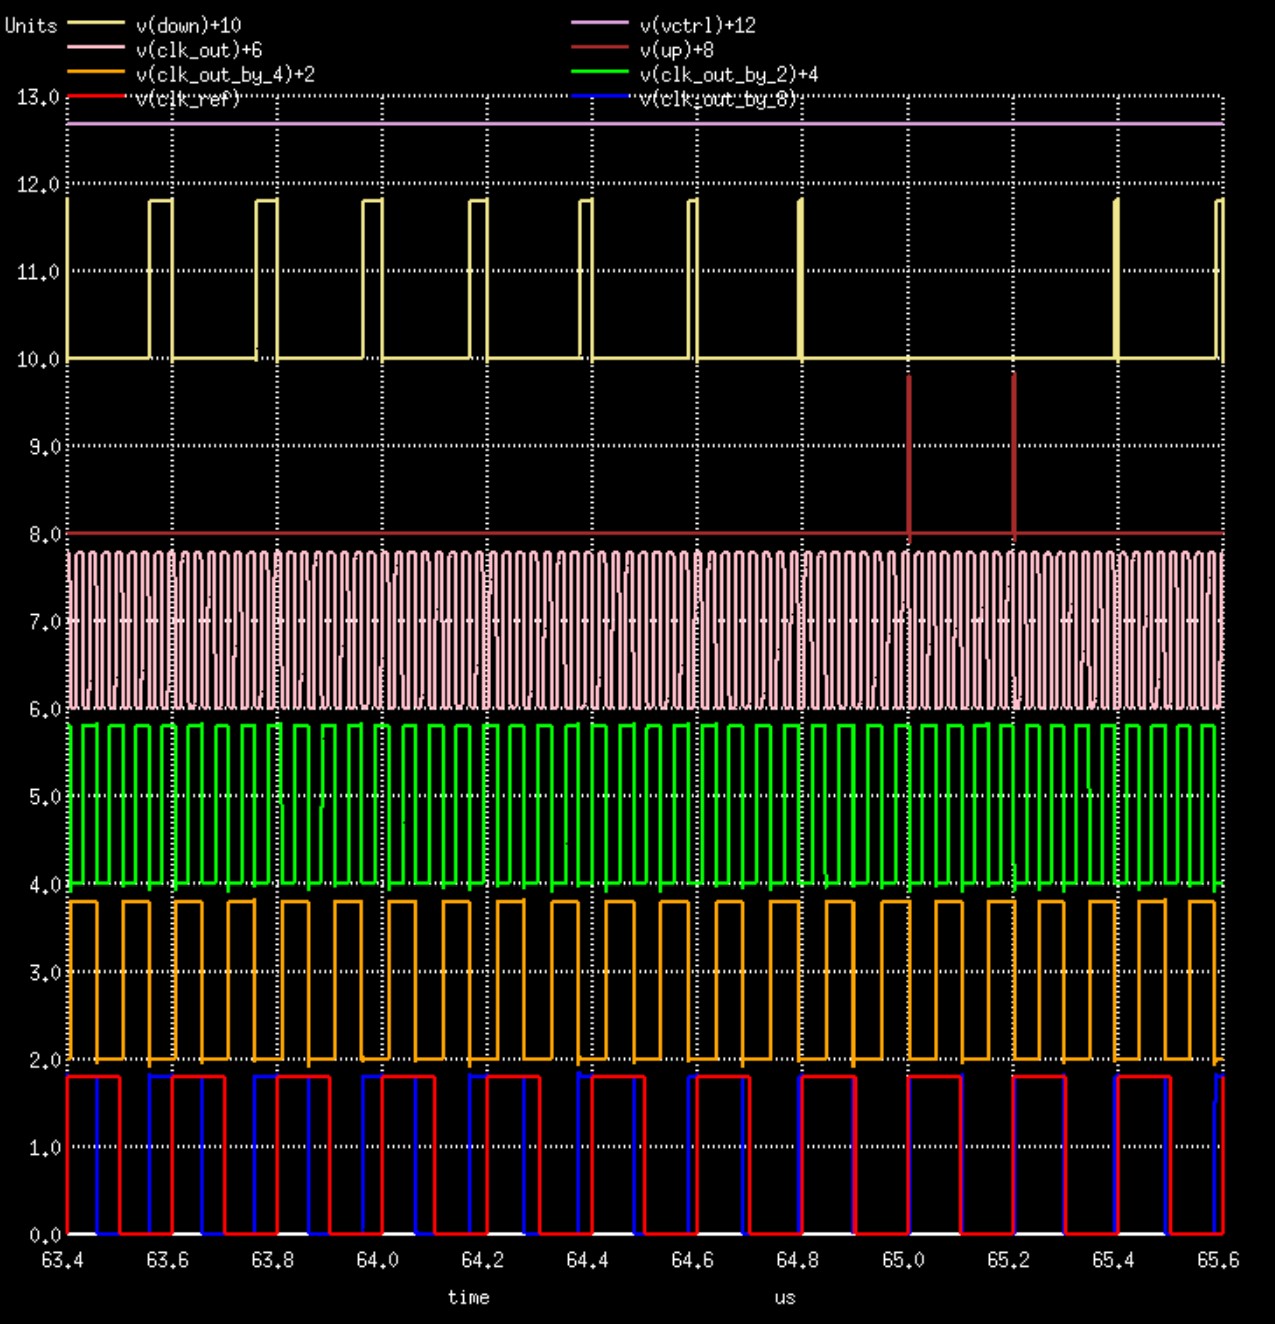 Units v(down)+10 v(vctrl)+12
v(clk_out)+6 v(up)+8
v(clk_out_by_4)+2 v(clk_out_by_2)+4
13.0 v(clk_ref) v(clk_out_by_8)
12.0
11.0
10.0
9.0
8.0
7.0
6.0
5.0
4.0
3.0
2.0
1.0
0.0
63.4 63.6 63.8 64.0 64.2 64.4 64.6 64.8 65.0 65.2 65.4 65.6
time us